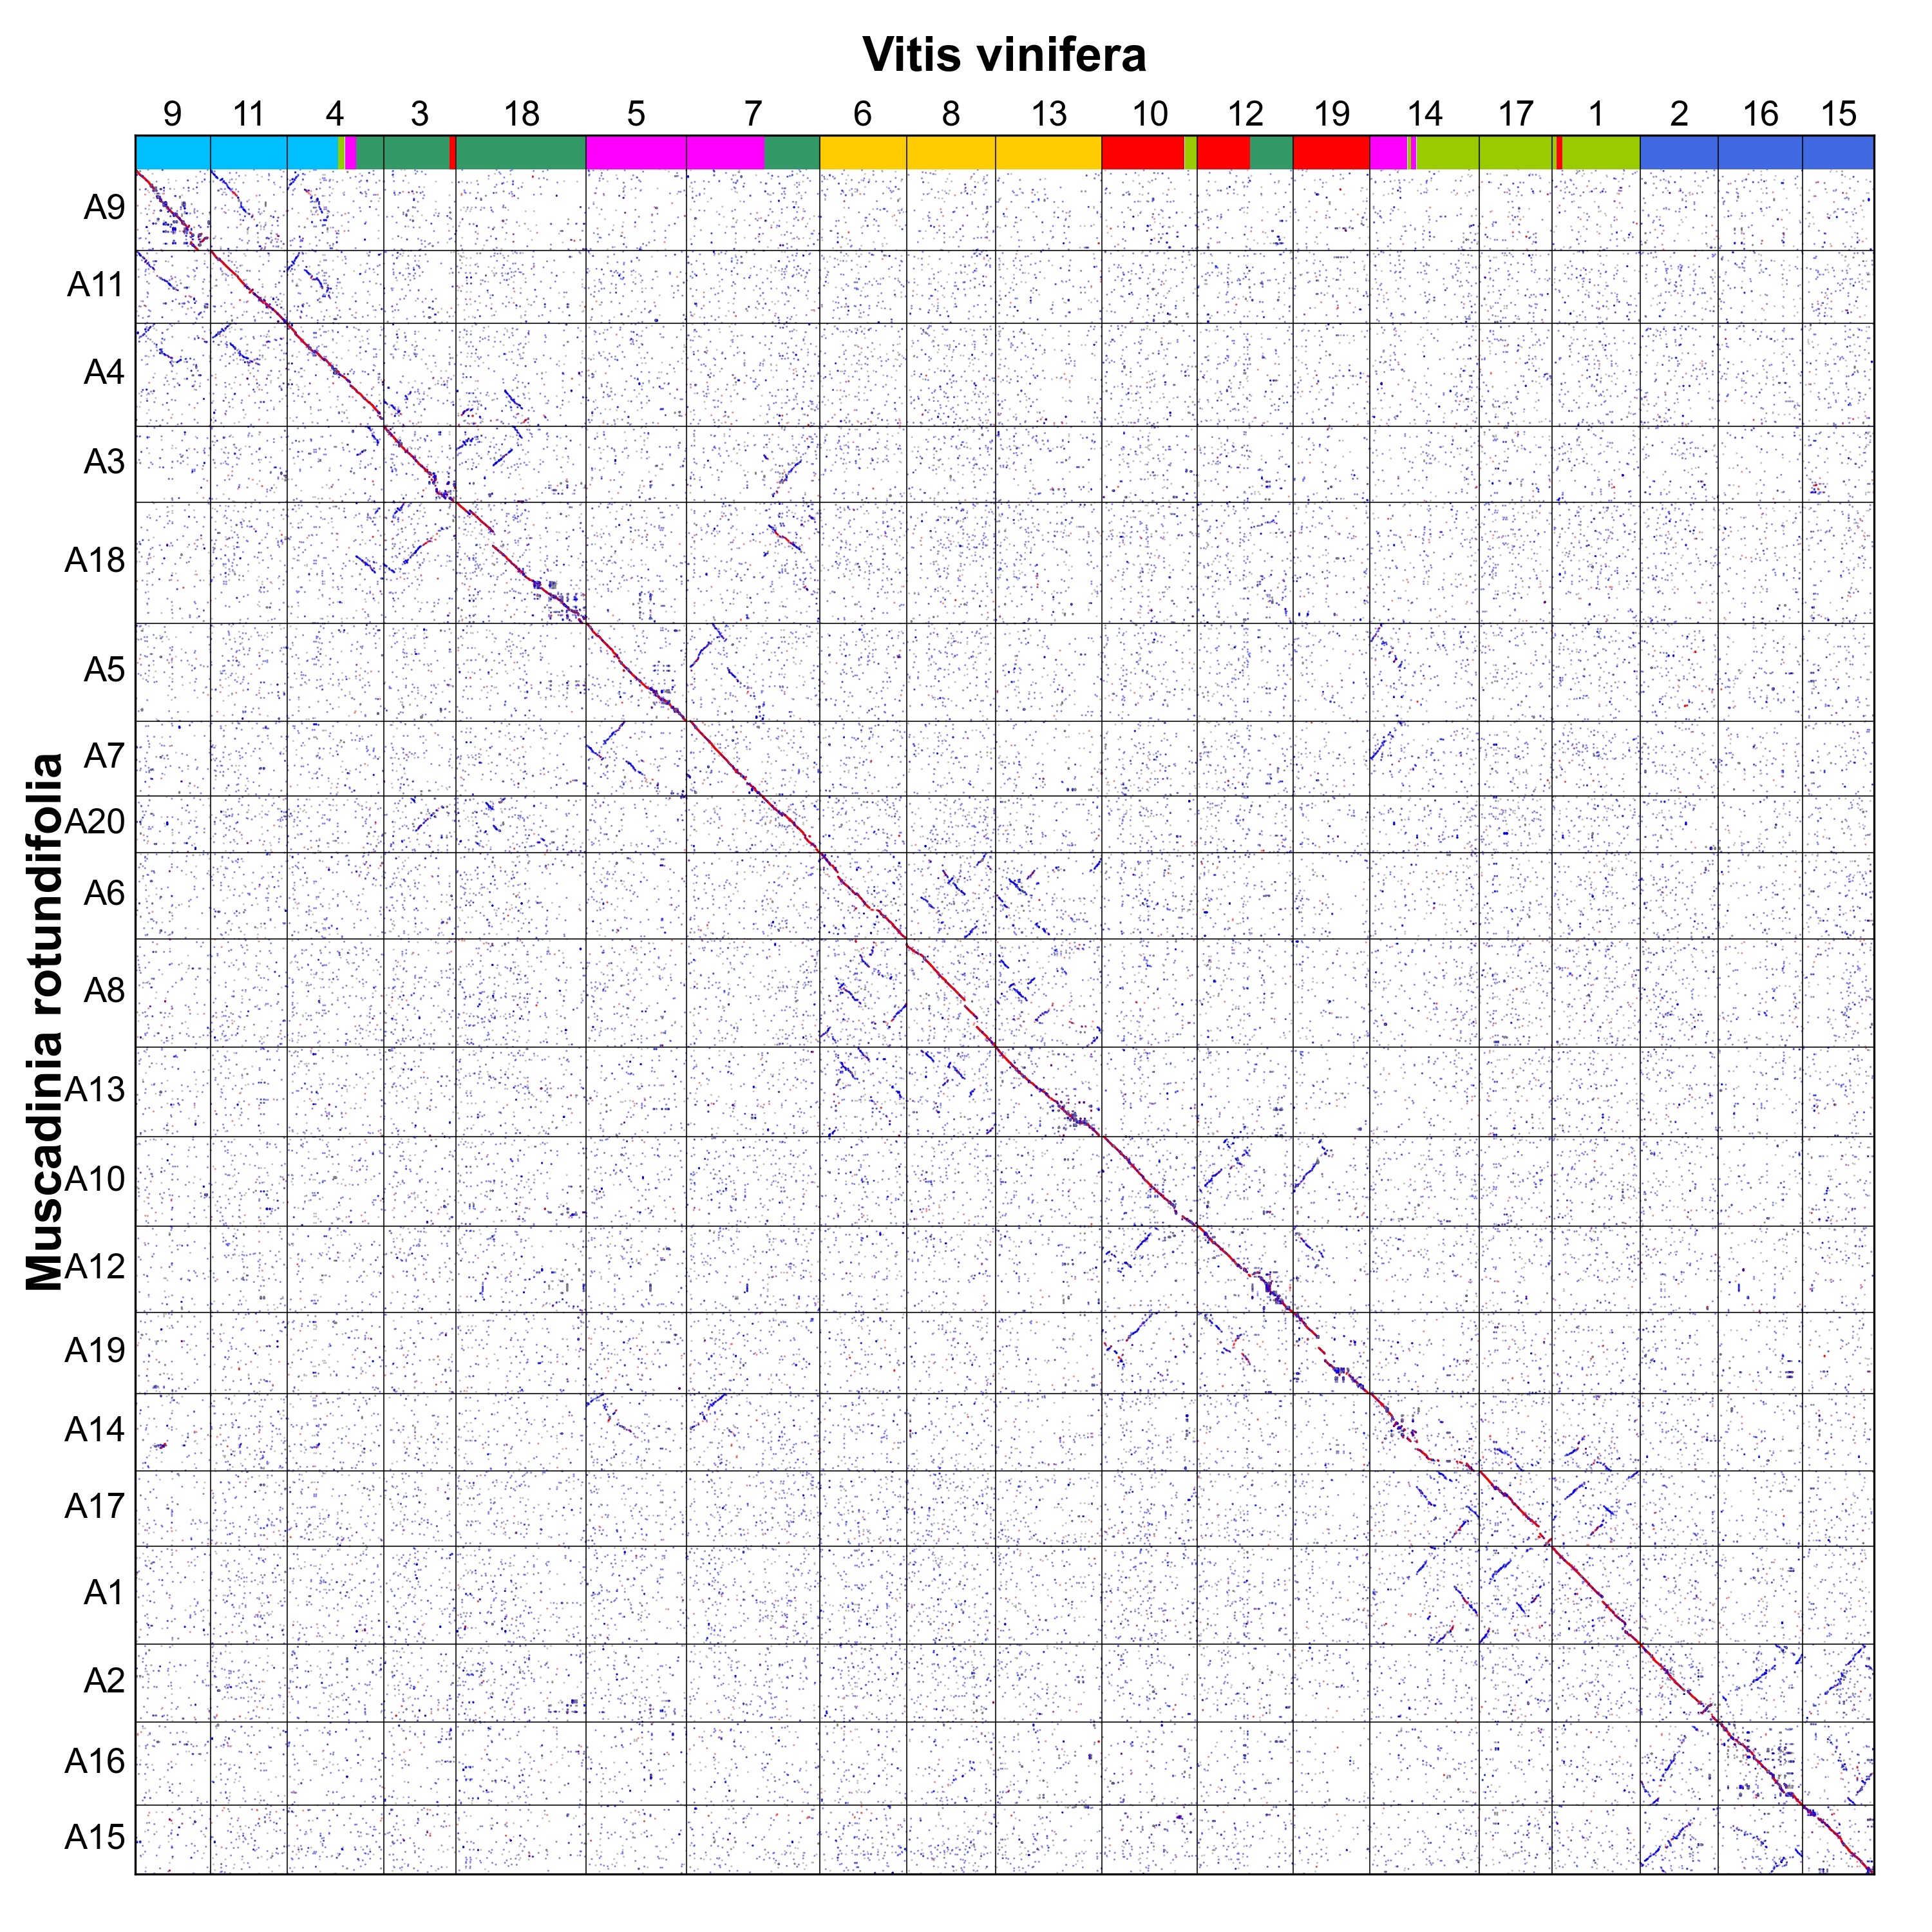 Vitis vinifera
9 11 4 3 18 5 7 6 8 13 10 12 19 14 17 1 2 16 15
Muscadinia rotundifolia
A9
A11
A4
A3
A18
A5
A7
A20
A6
A8
A13
A10
A12
A19
A14
A17
A1
A2
A16
A15